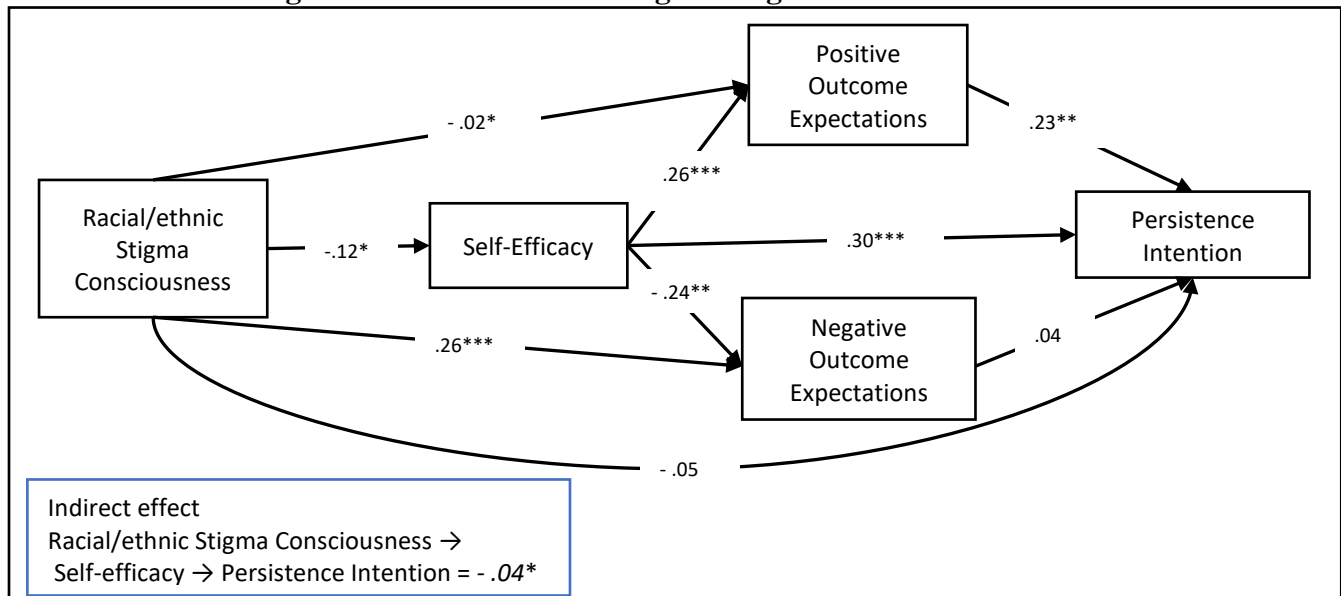 Positive
Outcome
Expectations
- .02*
.23**
.26***
Racial/ethnic
Stigma
Consciousness
-.12*
Self-Efficacy
.30***
Persistence
Intention
- .24**
.26***
Negative
Outcome
Expectations
.04
- .05
Indirect effect
Racial/ethnic Stigma Consciousness →
Self-efficacy → Persistence Intention = - .04*